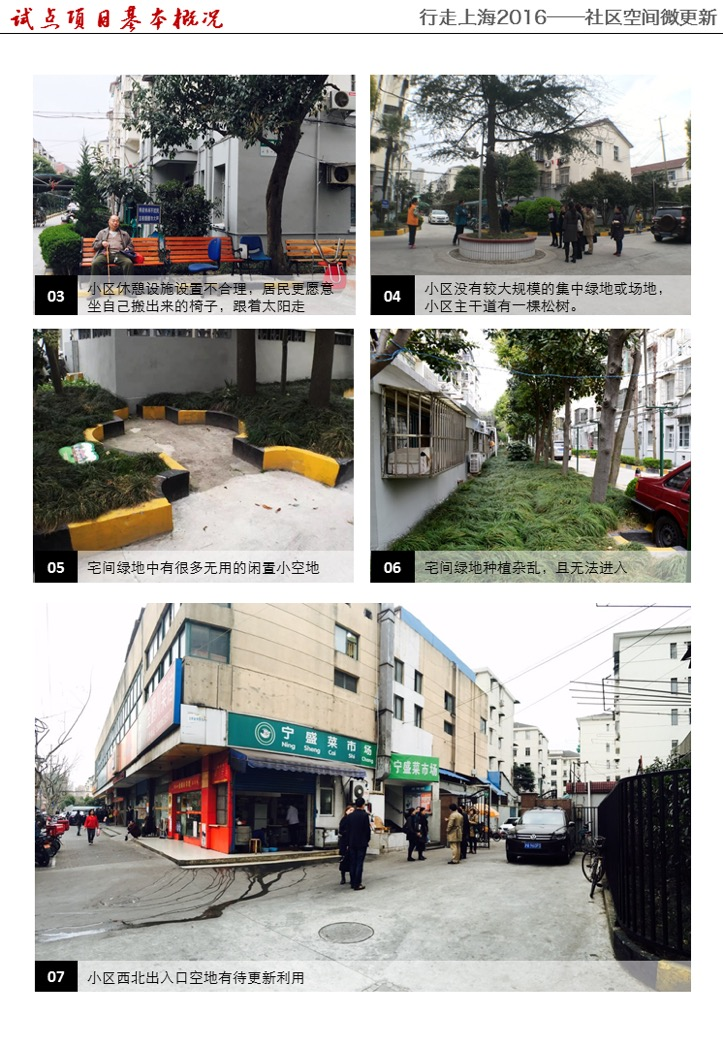 试点项目基本概况
行走上海2016——社区空间微更新
03
小区休憩设施设置不合理，居民更愿意
坐自己搬出来的椅子，跟着太阳走
04
小区没有较大规模的集中绿地或场地，
小区主干道有一棵松树。
05
宅间绿地中有很多无用的闲置小空地
06
宅间绿地种植杂乱，且无法进入
宁盛菜市场
Ning Sheng Cai Shi Chang
宁盛菜市场
07
小区西北出入口空地有待更新利用